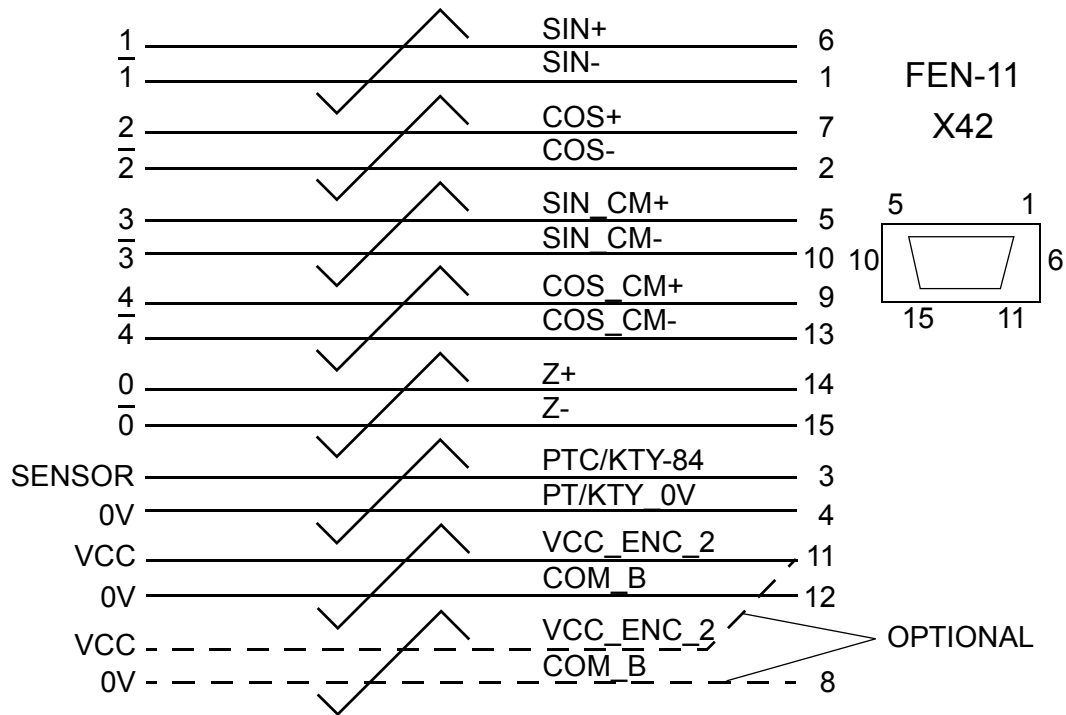 1 SIN+ 6
1̅ SIN- 1
2 COS+ 7
2̅ COS- 2
3 SIN_CM+ 5
3̅ SIN_CM- 10
4 COS_CM+ 9
4̅ COS_CM- 13
0 Z+ 14
0̅ Z- 15
SENSOR PTC/KTY-84 3
0V PT/KTY_0V 4
VCC VCC_ENC_2 11
0V COM_B 12
VCC VCC_ENC_2
0V COM_B 8
OPTIONAL
FEN-11
X42
5 1
10 6
15 11